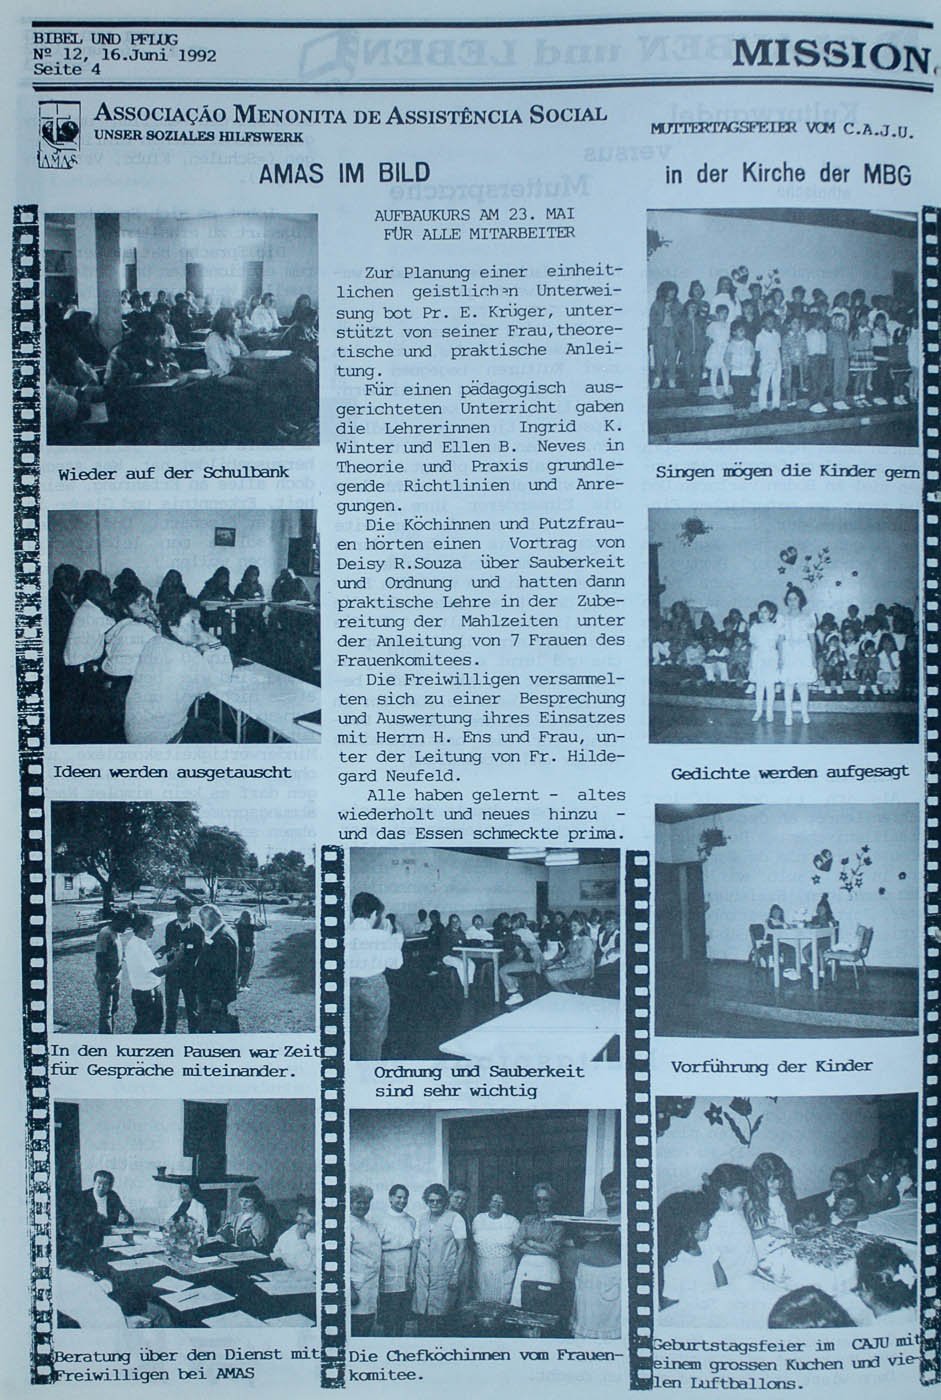 BIBEL UND PFLUG
Nº 12, 16.Juni 1992
Seite 4
MISSION
AMAS
ASSOCIAÇÃO MENONITA DE ASSISTÊNCIA SOCIAL
UNSER SOZIALES HILFSWERK
AMAS IM BILD
MUTTERTAGSFEIER VOM C.A.J.U.
in der Kirche der MBG
AUFBAUKURS AM 23. MAI
FÜR ALLE MITARBEITER
Zur Planung einer einheit-
lichen geistlichen Unterwei-
sung bot Pr. E. Krüger, unter-
stützt von seiner Frau,theore-
tische und praktische Anlei-
tung.
Für einen pädagogisch aus-
gerichteten Unterricht gaben
die Lehrerinnen Ingrid K.
Winter und Ellen B. Neves in
Theorie und Praxis grundle-
gende Richtlinien und Anre-
gungen.
Die Köchinnen und Putzfrau-
en hörten einen Vortrag von
Deisy R.Souza über Sauberkeit
und Ordnung und hatten dann
praktische Lehre in der Zube-
reitung der Mahlzeiten unter
der Anleitung von 7 Frauen des
Frauenkomitees.
Die Freiwilligen versammel-
ten sich zu einer Besprechung
und Auswertung ihres Einsatzes
mit Herrn H. Ens und Frau, un-
ter der Leitung von Fr. Hilde-
gard Neufeld.
Alle haben gelernt - altes
wiederholt und neues hinzu -
und das Essen schmeckte prima.
Wieder auf der Schulbank
Ideen werden ausgetauscht
In den kurzen Pausen war Zeit
für Gespräche miteinander.
Beratung über den Dienst mit
Freiwilligen bei AMAS
Ordnung und Sauberkeit
sind sehr wichtig
Die Chefköchinnen vom Frauen-
komitee.
Singen mögen die Kinder gern
Gedichte werden aufgesagt
Vorführung der Kinder
Geburtstagsfeier im CAJU mit
einem grossen Kuchen und vie-
len Luftballons.